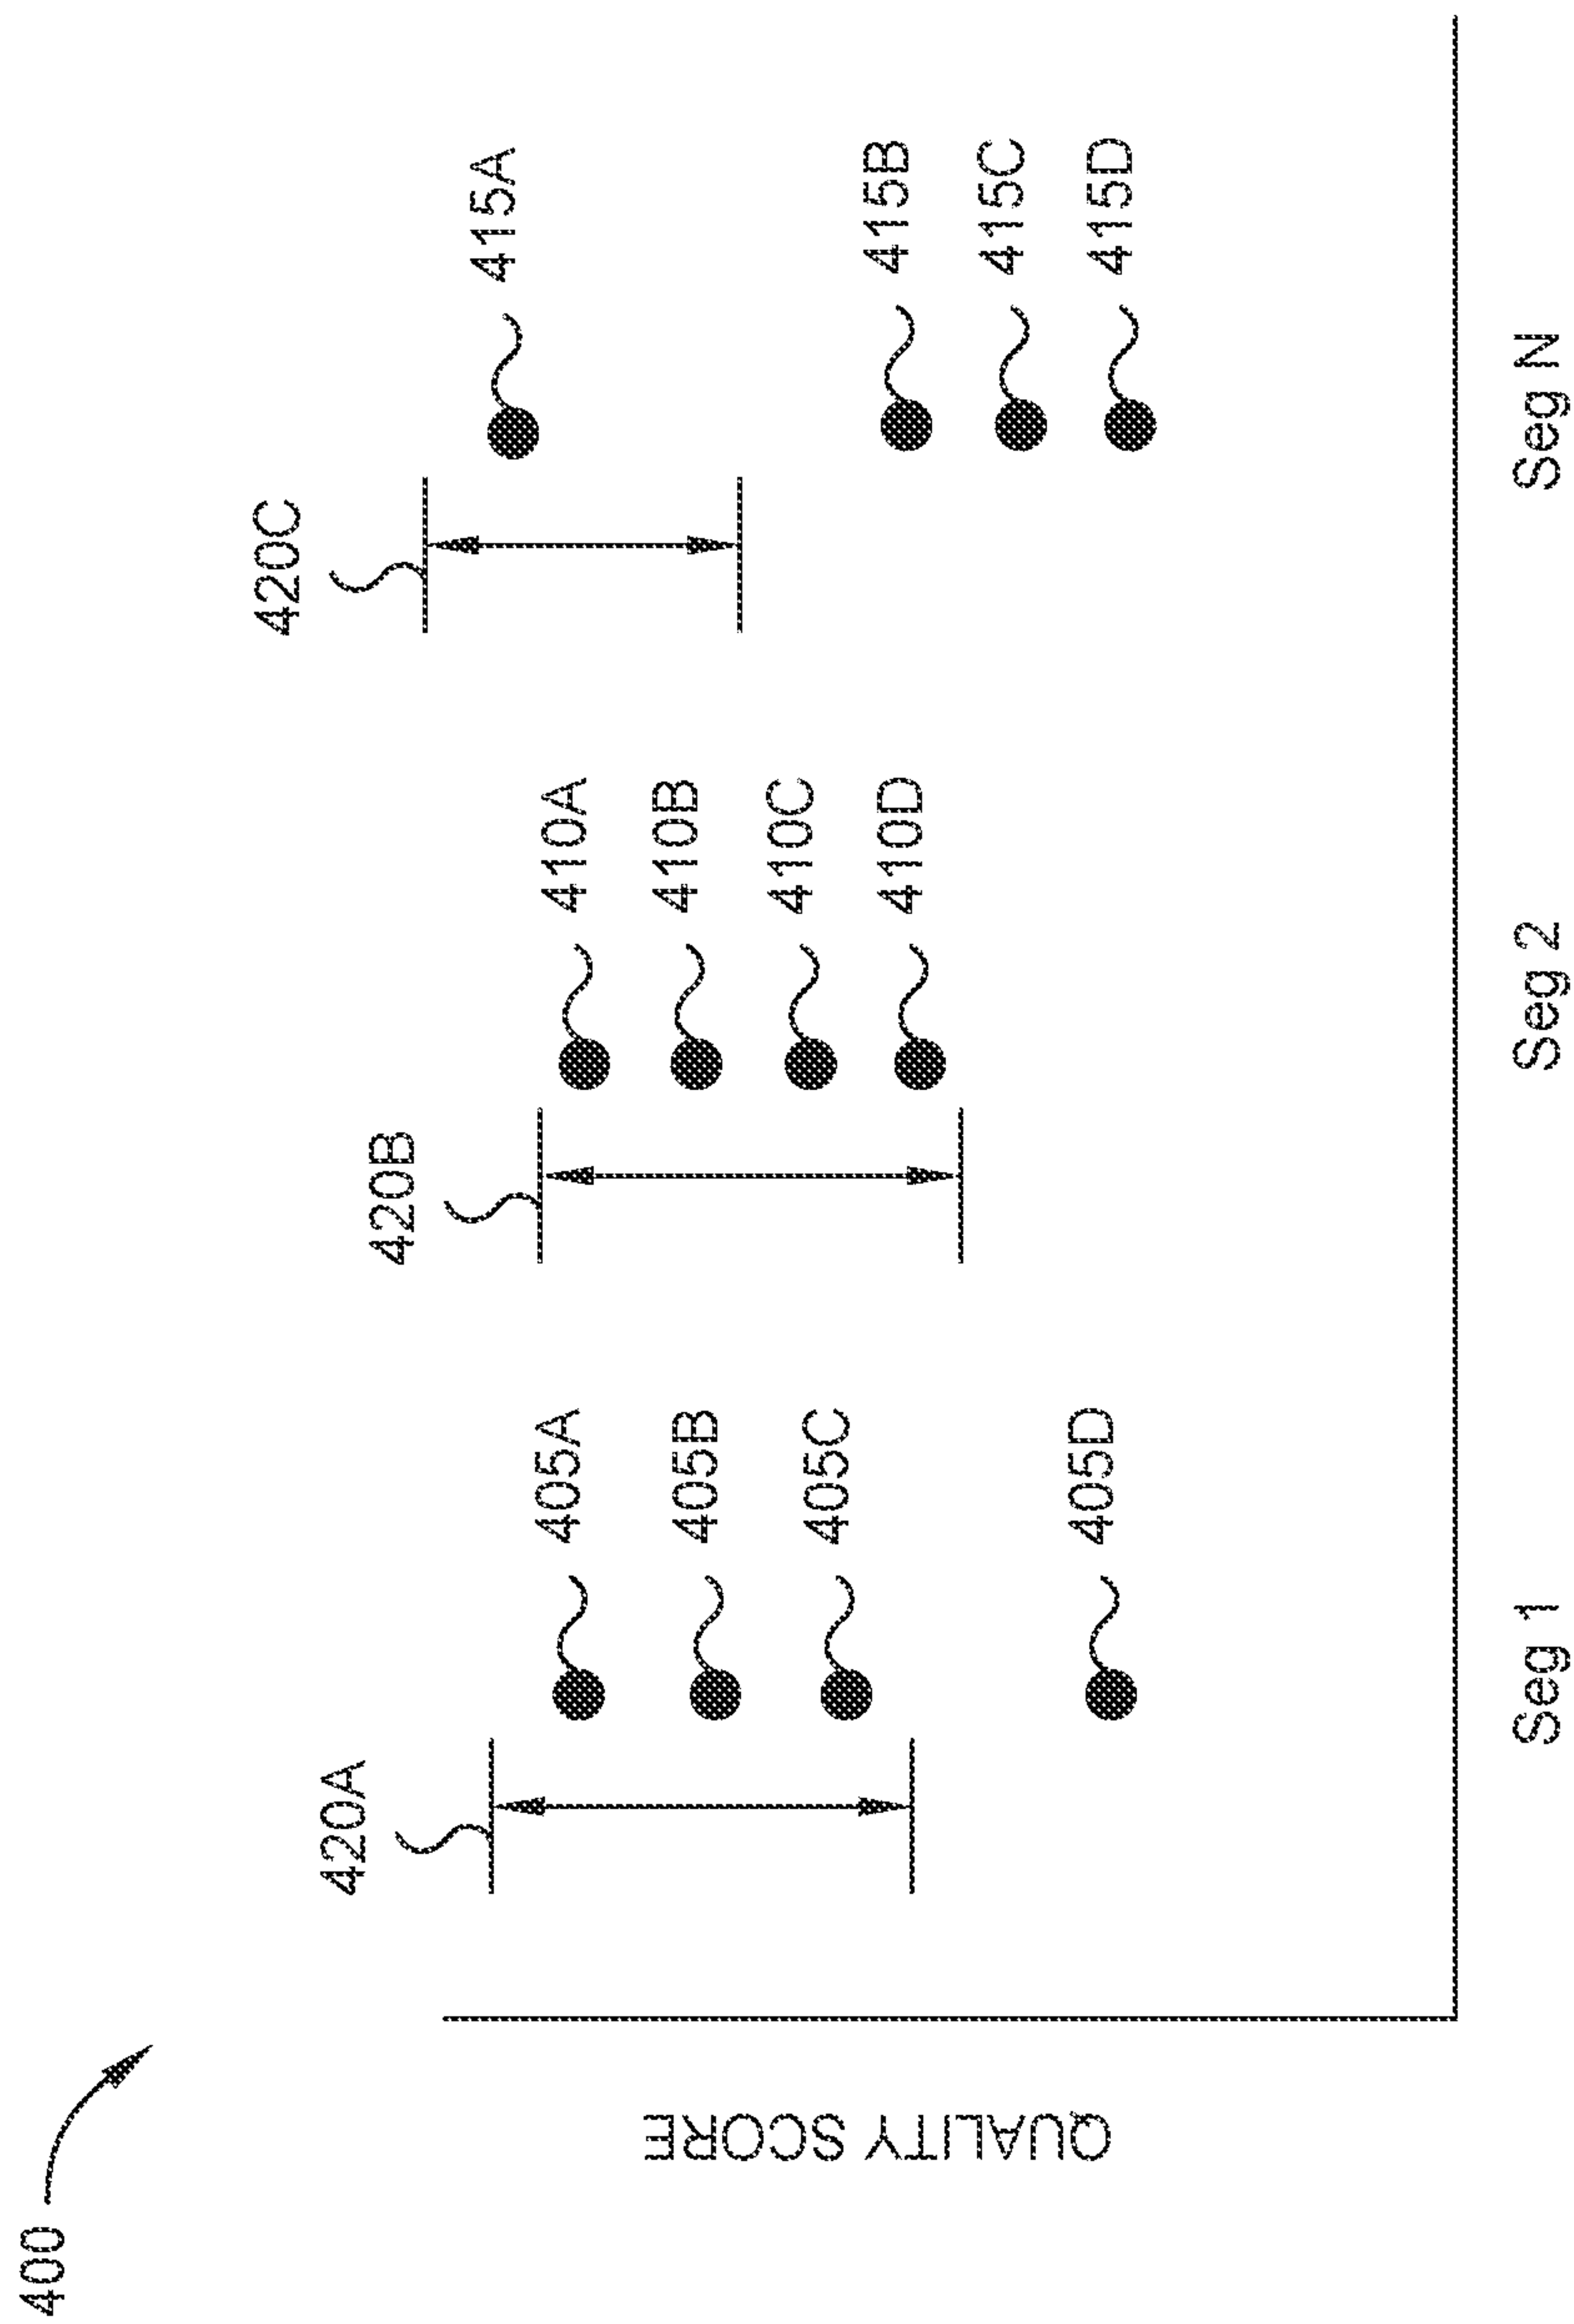 400
QUALITY SCORE
420A
405A
405B
405C
405D
420B
410A
410B
410C
410D
420C
415A
415B
415C
415D
Seg 1
Seg 2
Seg N